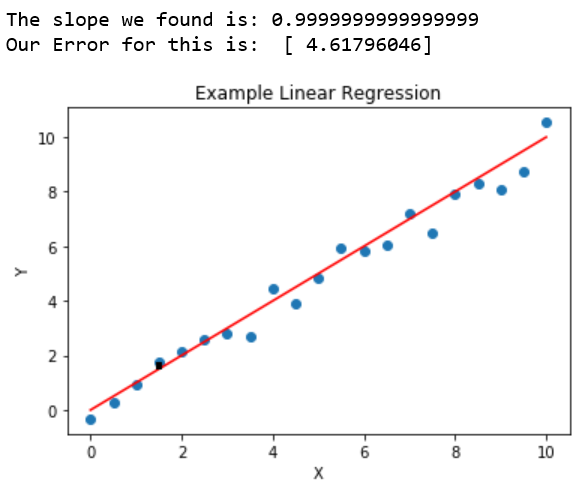 The slope we found is: 0.9999999999999999
Our Error for this is:  [ 4.61796046]
Example Linear Regression
10
8
6
4
2
0
Y
0 2 4 6 8 10
X